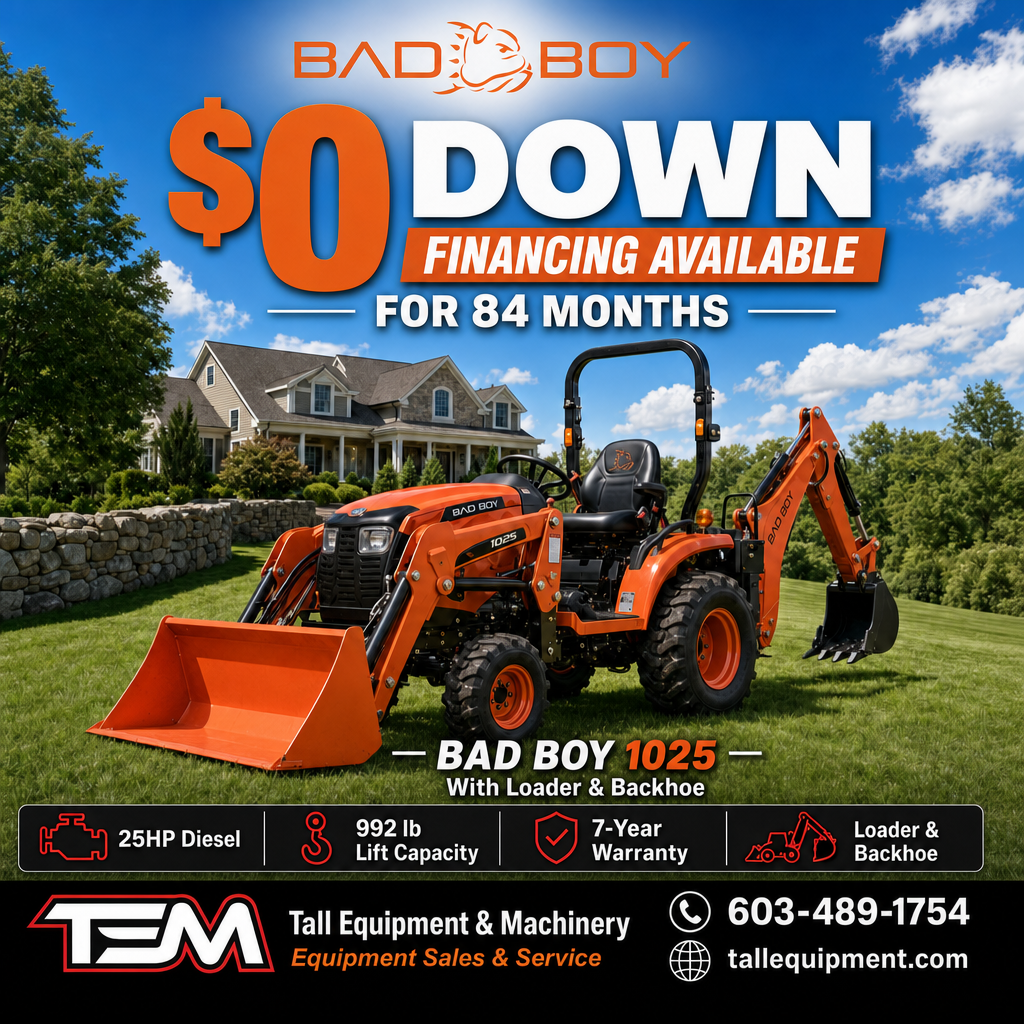 BAD BOY
$0 DOWN
FINANCING AVAILABLE
FOR 84 MONTHS
BAD BOY
1025
BAD BOY
BAD BOY 1025
With Loader & Backhoe
25HP Diesel
992 lb
Lift Capacity
7-Year
Warranty
Loader &
Backhoe
TEM
Tall Equipment & Machinery
Equipment Sales & Service
603-489-1754
tallequipment.com